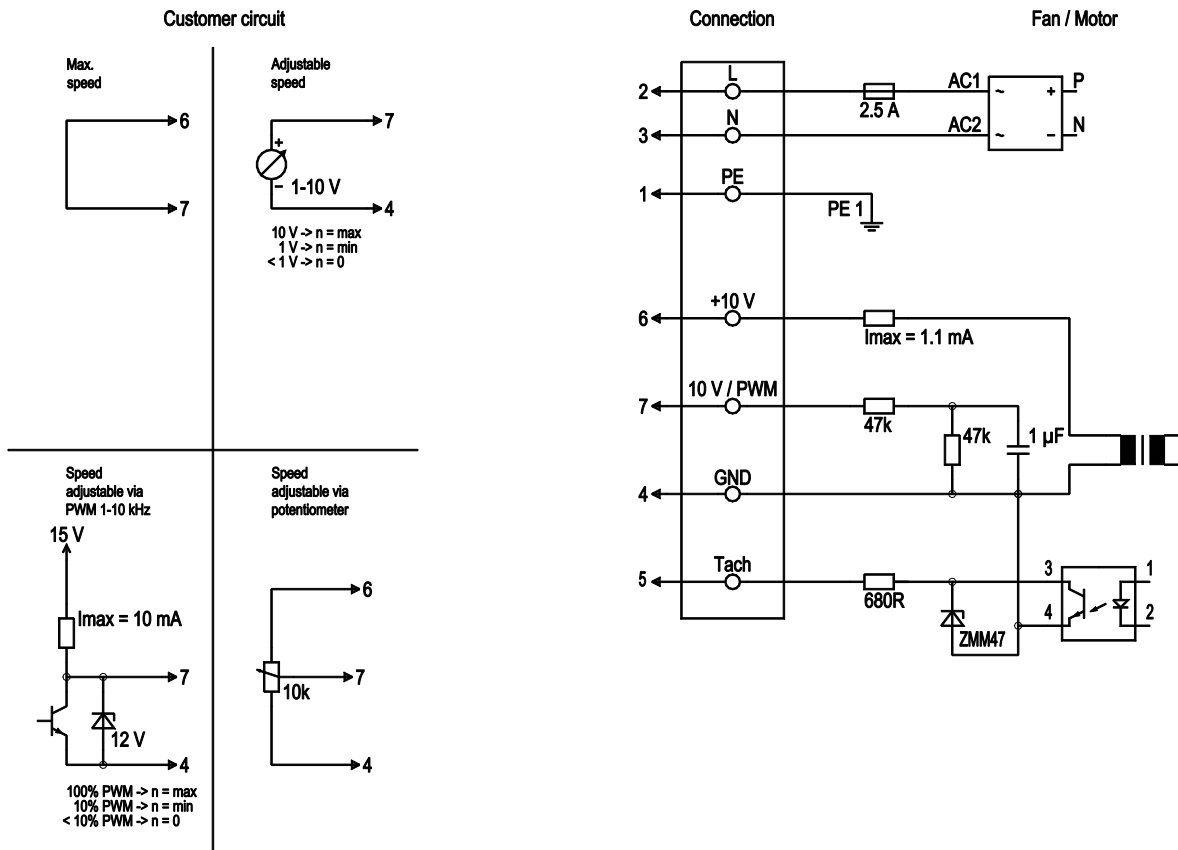 Customer circuit
Connection
Fan / Motor
Max.
speed
6
7
Adjustable
speed
7
+
1-10 V
–
4
10 V -> n = max
1 V -> n = min
< 1 V -> n = 0
Speed
adjustable via
PWM 1-10 kHz
15 V
Imax = 10 mA
7
12 V
4
100% PWM -> n = max
10% PWM -> n = min
< 10% PWM -> n = 0
Speed
adjustable via
potentiometer
6
7
10k
4
2
L
2.5 A
AC1
~
+
P
3
N
AC2
~
–
N
1
PE
PE 1
6
+10 V
Imax = 1.1 mA
7
10 V / PWM
47k
47k
1 µF
4
GND
5
Tach
680R
ZMM47
3
4
1
2